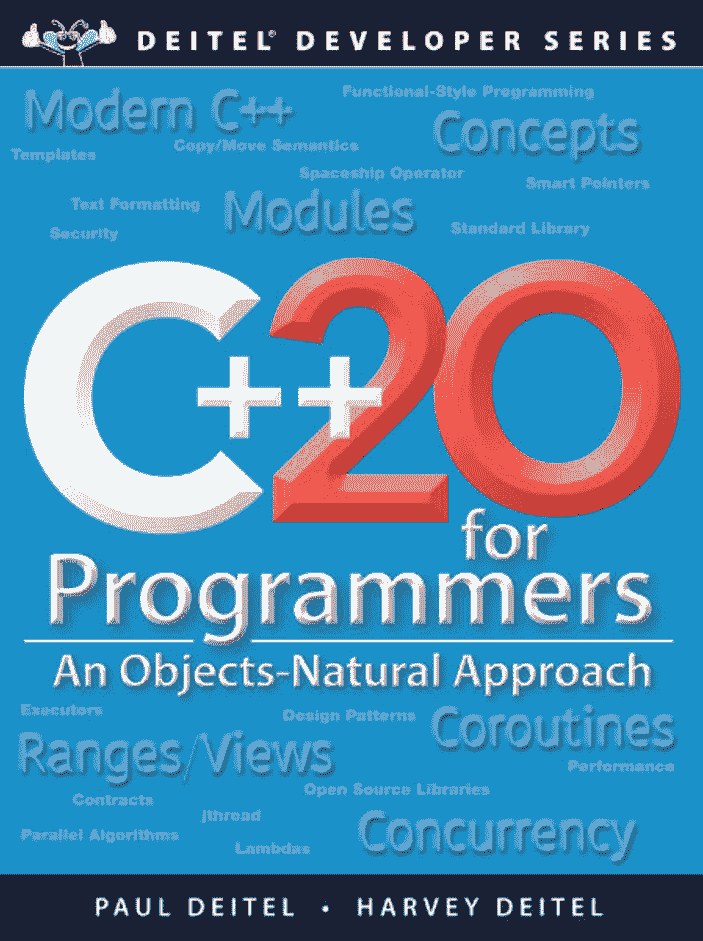 DEITEL® DEVELOPER SERIES
Functional-Style Programming
Modern C++
Concepts
Copy/Move Semantics
Templates
Spaceship Operator
Smart Pointers
Text Formatting
Modules
Standard Library
Security
C++20
for
Programmers
An Objects-Natural Approach
Executors
Design Patterns
Coroutines
Ranges/Views
Performance
Open Source Libraries
Contracts
jthread
Concurrency
Parallel Algorithms
Lambdas
PAUL DEITEL • HARVEY DEITEL